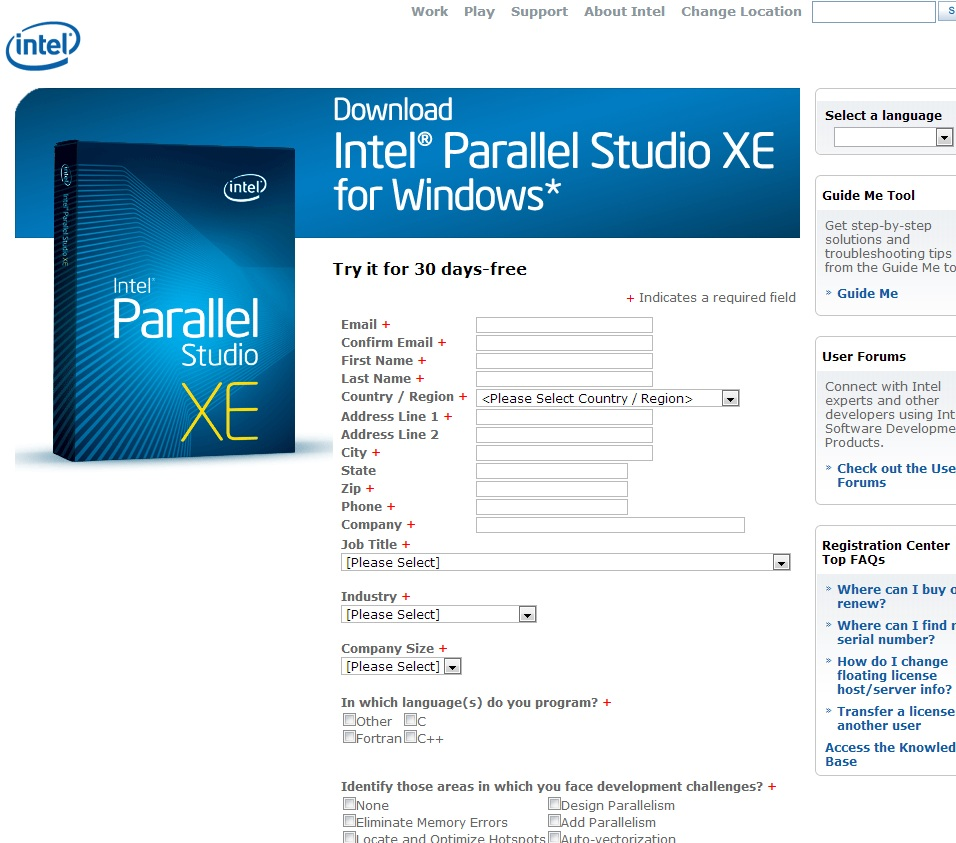 Work Play Support About Intel Change Location
S
intel
Download
Intel® Parallel Studio XE
for Windows*
intel
Intel® Parallel Studio XE
Intel®
Parallel
Studio
XE
Try it for 30 days-free
+ Indicates a required field
Email +
Confirm Email +
First Name +
Last Name +
Country / Region + <Please Select Country / Region>
Address Line 1 +
Address Line 2
City +
State
Zip +
Phone +
Company +
Job Title +
[Please Select]
Industry +
[Please Select]
Company Size +
[Please Select]
In which language(s) do you program? +
Other C
Fortran C++
Identify those areas in which you face development challenges? +
None Design Parallelism
Eliminate Memory Errors Add Parallelism
Locate and Optimize Hotspots Auto-vectorization
Select a language
Guide Me Tool
Get step-by-step
solutions and
troubleshooting tips
from the Guide Me to
» Guide Me
User Forums
Connect with Intel
experts and other
developers using Int
Software Developme
Products.
» Check out the Use
Forums
Registration Center
Top FAQs
» Where can I buy o
renew?
» Where can I find m
serial number?
» How do I change
floating license
host/server info?
» Transfer a license
another user
Access the Knowled
Base